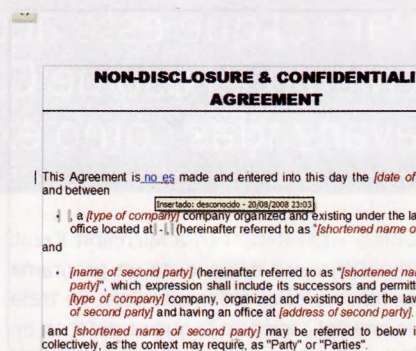 NON-DISCLOSURE & CONFIDENTIALI
AGREEMENT
This Agreement is no es made and entered into this day the [date of
and between
Insertado: desconocido - 20/08/2008 23:03
, a [type of company] company organized and existing under the la
office located at - (hereinafter referred to as "[shortened name o
and
[name of second party] (hereinafter referred to as "[shortened na
party]", which expression shall include its successors and permitt
[type of company] company, organized and existing under the lav
of second party] and having an office at [address of second party].
and [shortened name of second party] may be referred to below i
collectively, as the context may require, as "Party" or "Parties".